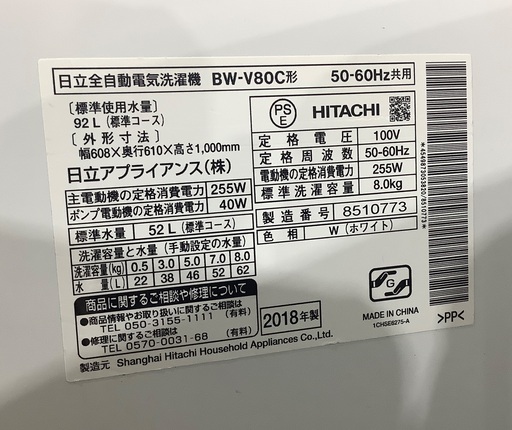 日立全自動電気洗濯機 BW-V80C形 50-60Hz共用
〔標準使用水量〕
92 L (標準コース)
〔外形寸法〕
幅608×奥行610×高さ1,000mm
日立アプライアンス(株)
主電動機の定格消費電力 255W
ポンプ電動機の定格消費電力 40W
標準水量 52 L (標準コース)
洗濯容量と水量 (手動設定の水量)
洗濯容量(kg) 0.5 3.0 5.0 7.0 8.0
水量(L) 22 38 46 52 62
商品に関するご相談や修理について
●商品情報やお取り扱いについてのご相談など
TEL 050-3155-1111 (有料)
●修理に関するご相談など
TEL 0570-0031-68 (有料)
PS
E
HITACHI
定格電圧 100V
定格周波数 50-60Hz
電動機の定格消費電力 255W
標準洗濯容量 8.0kg
製造番号 8510773
色相 W (ホワイト)
2018年製
MADE IN CHINA
1CH5E6275-A
>PP<
製造元 Shanghai Hitachi Household Appliances Co.,Ltd.